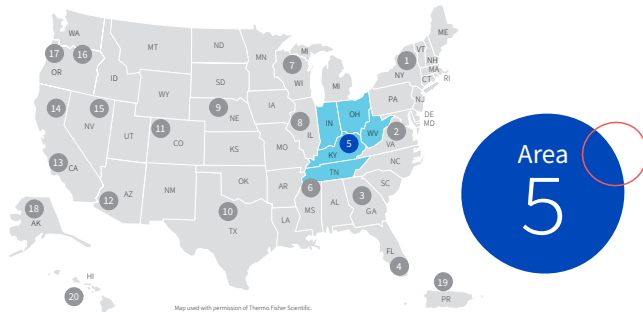 WA
MT
ND
MN
MI
VT
ME
NH
MA
CT
RI
17
16
7
1
OR
ID
SD
WI
MI
NY
WY
PA
NJ
14
15
9
IA
8
OH
DE
MD
NV
NE
IL
IN
WV
2
UT
11
CO
KS
MO
5
VA
KY
13
CA
TN
NC
12
AZ
NM
OK
AR
6
SC
3
18
AK
10
TX
LA
MS
AL
GA
FL
4
HI
20
19
PR
Area
5
Map used with permission of Thermo Fisher Scientific.